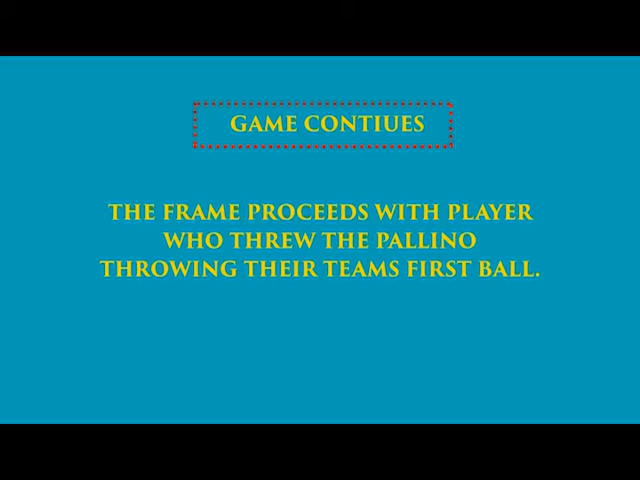 GAME CONTIUES
THE FRAME PROCEEDS WITH PLAYER
WHO THREW THE PALLINO
THROWING THEIR TEAMS FIRST BALL.